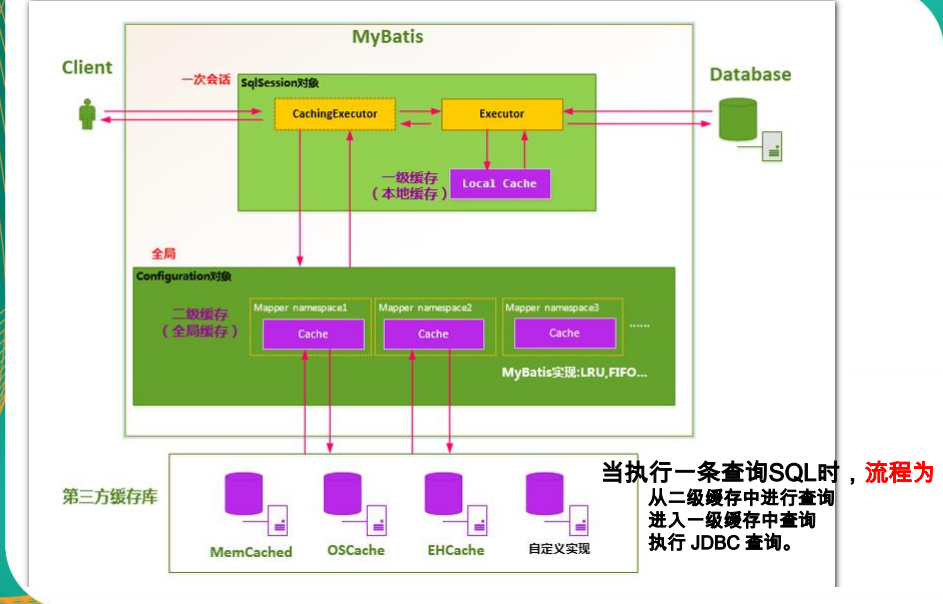 MyBatis
Client
Database
一次会话
SqlSession对象
CachingExecutor
Executor
一级缓存
（本地缓存）
Local Cache
全局
Configuration对象
二级缓存
（全局缓存）
Mapper namespace1
Cache
Mapper namespace2
Cache
Mapper namespace3
Cache
······
MyBatis实现:LRU,FIFO...
第三方缓存库
MemCached
OSCache
EHCache
自定义实现
当执行一条查询SQL时，流程为
从二级缓存中进行查询
进入一级缓存中查询
执行 JDBC 查询。